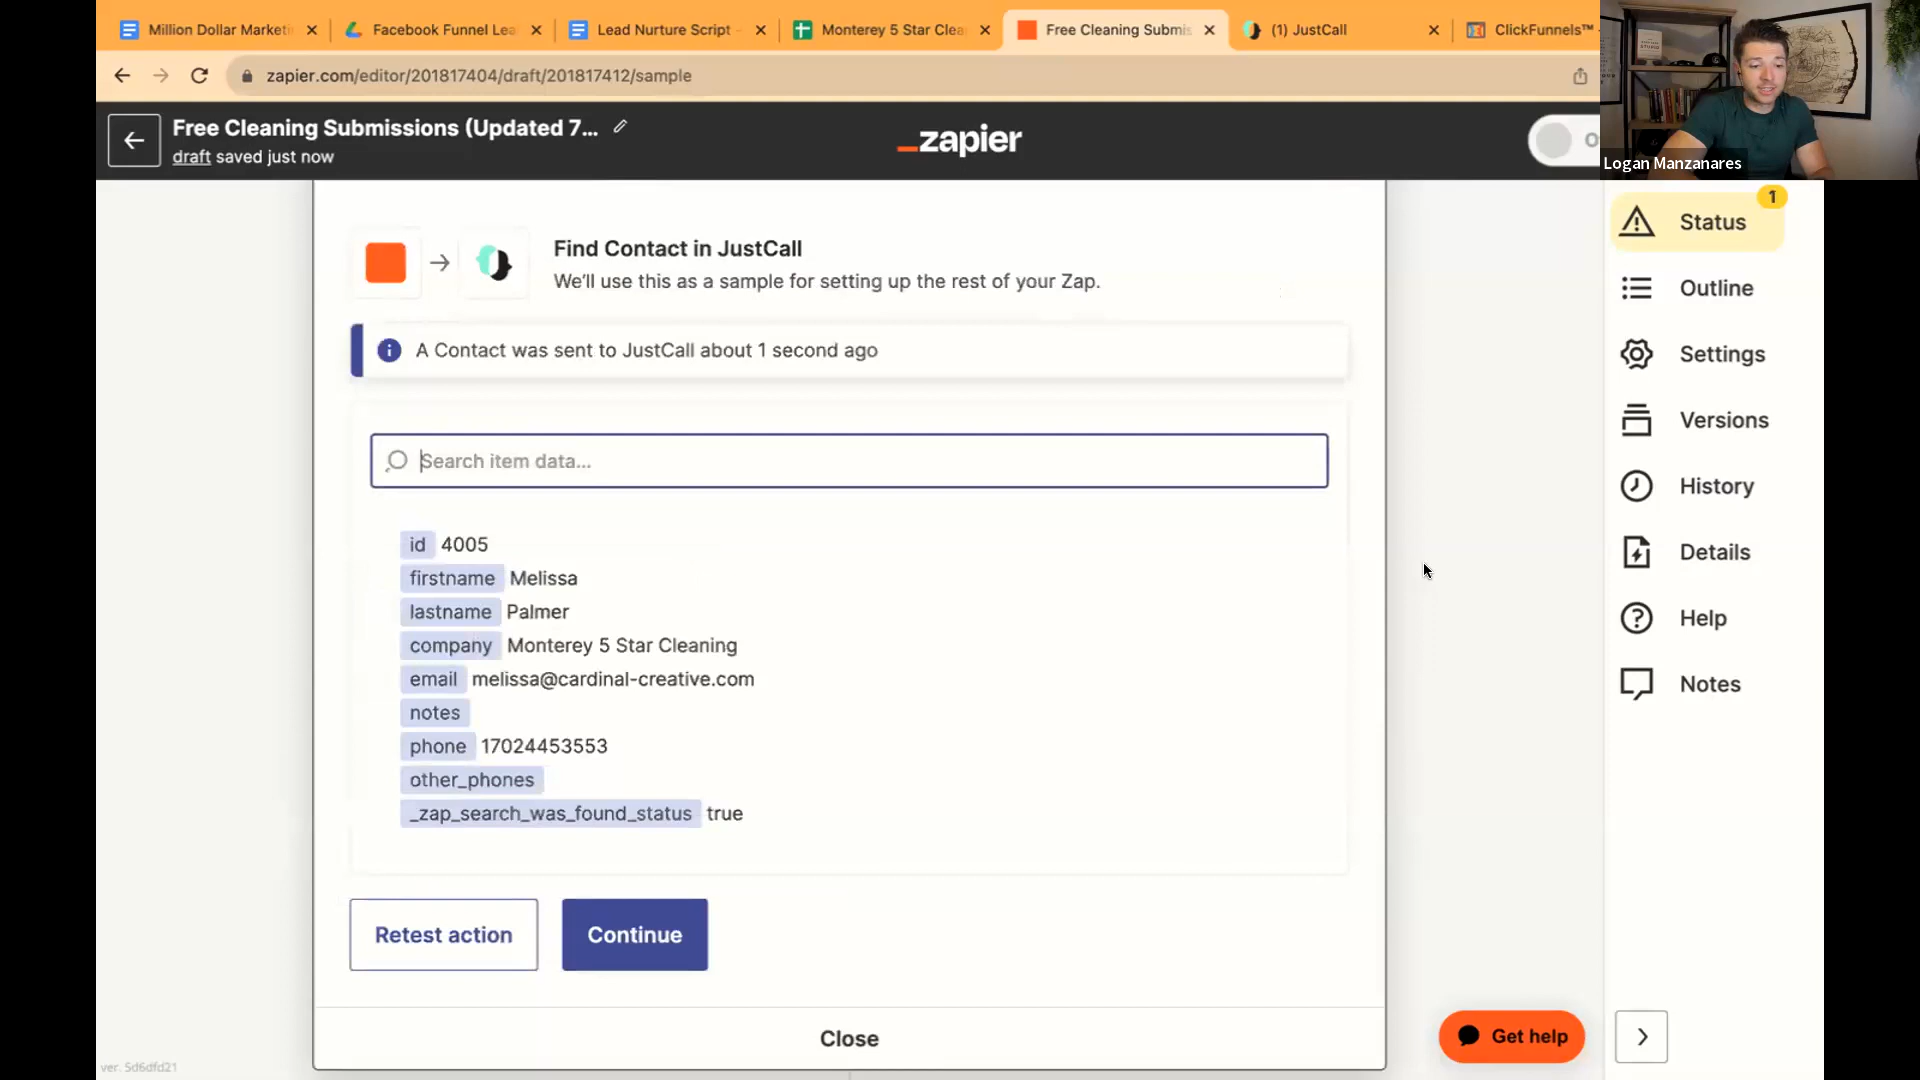 Million Dollar Marketi
Facebook Funnel Lea
Lead Nurture Script
Monterey 5 Star Clea
Free Cleaning Submis
(1) JustCall
ClickFunnels™
zapier.com/editor/201817404/draft/201817412/sample
Free Cleaning Submissions (Updated 7...
draft saved just now
zapier
Logan Manzanares
1
Status
Outline
Settings
Versions
History
Details
Help
Notes
Find Contact in JustCall
We'll use this as a sample for setting up the rest of your Zap.
A Contact was sent to JustCall about 1 second ago
Search item data...
id 4005
firstname Melissa
lastname Palmer
company Monterey 5 Star Cleaning
email melissa@cardinal-creative.com
notes
phone 17024453553
other_phones
_zap_search_was_found_status true
Retest action
Continue
Close
Get help
ver. 5d6dfd21